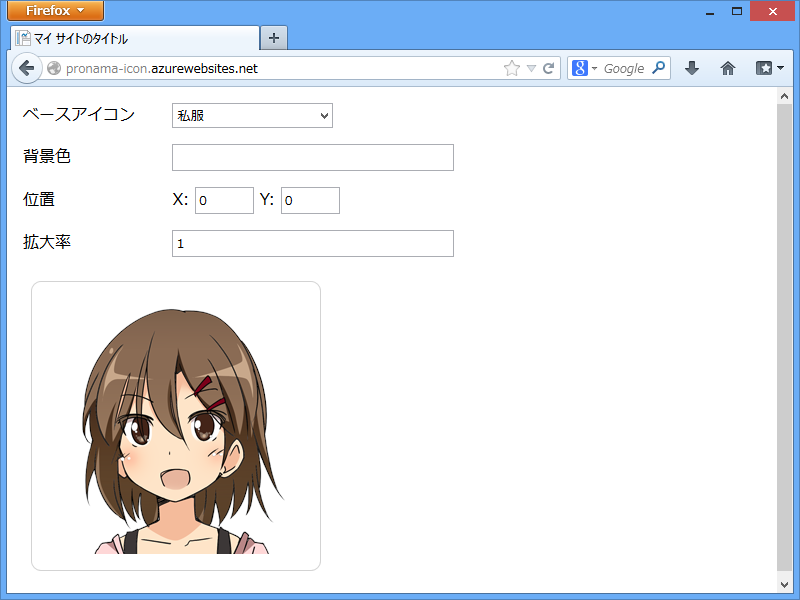 Firefox
マイ サイトのタイトル
pronama-icon.azurewebsites.net
Google
ベースアイコン 私服
背景色
位置 X: 0 Y: 0
拡大率 1